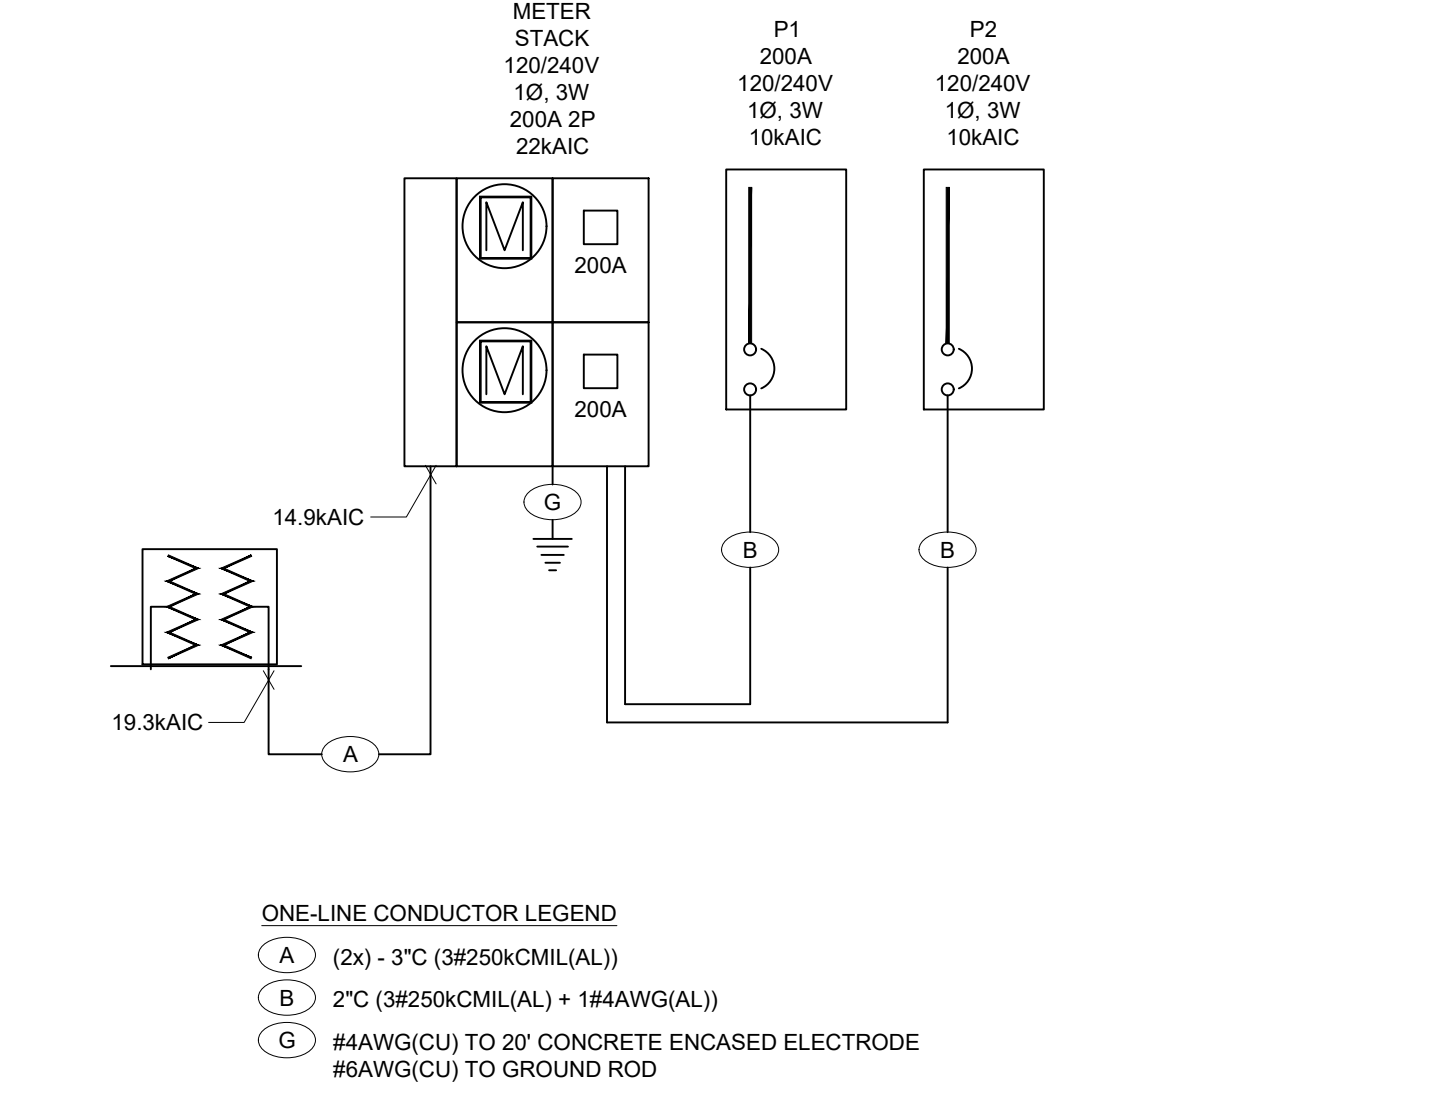 METER
STACK
120/240V
1Ø, 3W
200A 2P
22kAIC
P1
200A
120/240V
1Ø, 3W
10kAIC
P2
200A
120/240V
1Ø, 3W
10kAIC
M
200A
M
200A
14.9kAIC
G
B
B
19.3kAIC
A
ONE-LINE CONDUCTOR LEGEND
A (2x) - 3"C (3#250kCMIL(AL))
B 2"C (3#250kCMIL(AL) + 1#4AWG(AL))
G #4AWG(CU) TO 20' CONCRETE ENCASED ELECTRODE
#6AWG(CU) TO GROUND ROD